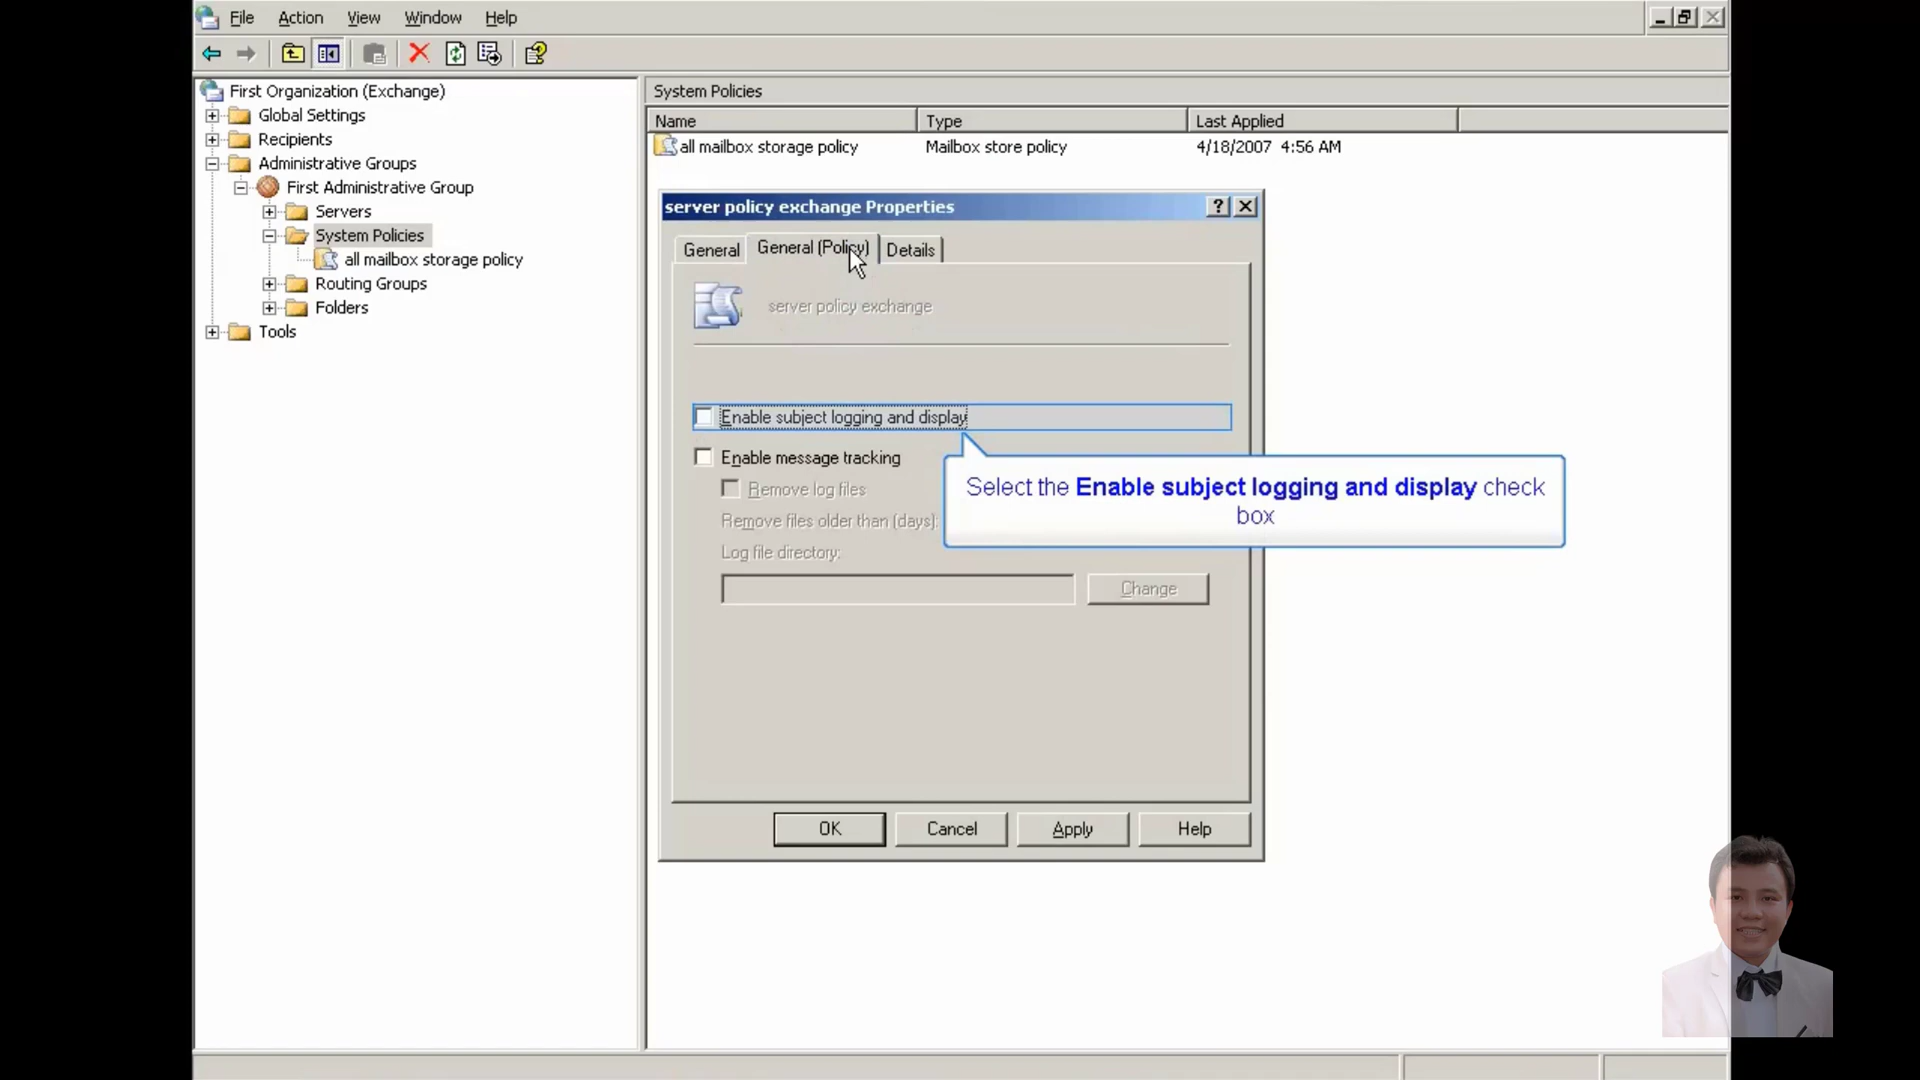 File Action View Window Help
First Organization (Exchange)
Global Settings
Recipients
Administrative Groups
First Administrative Group
Servers
System Policies
all mailbox storage policy
Routing Groups
Folders
Tools
System Policies
Name Type Last Applied
all mailbox storage policy Mailbox store policy 4/18/2007 4:56 AM
server policy exchange Properties
General General (Policy) Details
server policy exchange
Enable subject logging and display
Enable message tracking
Remove log files
Remove files older than (days):
Log file directory:
Change
Select the Enable subject logging and display check
box
OK Cancel Apply Help